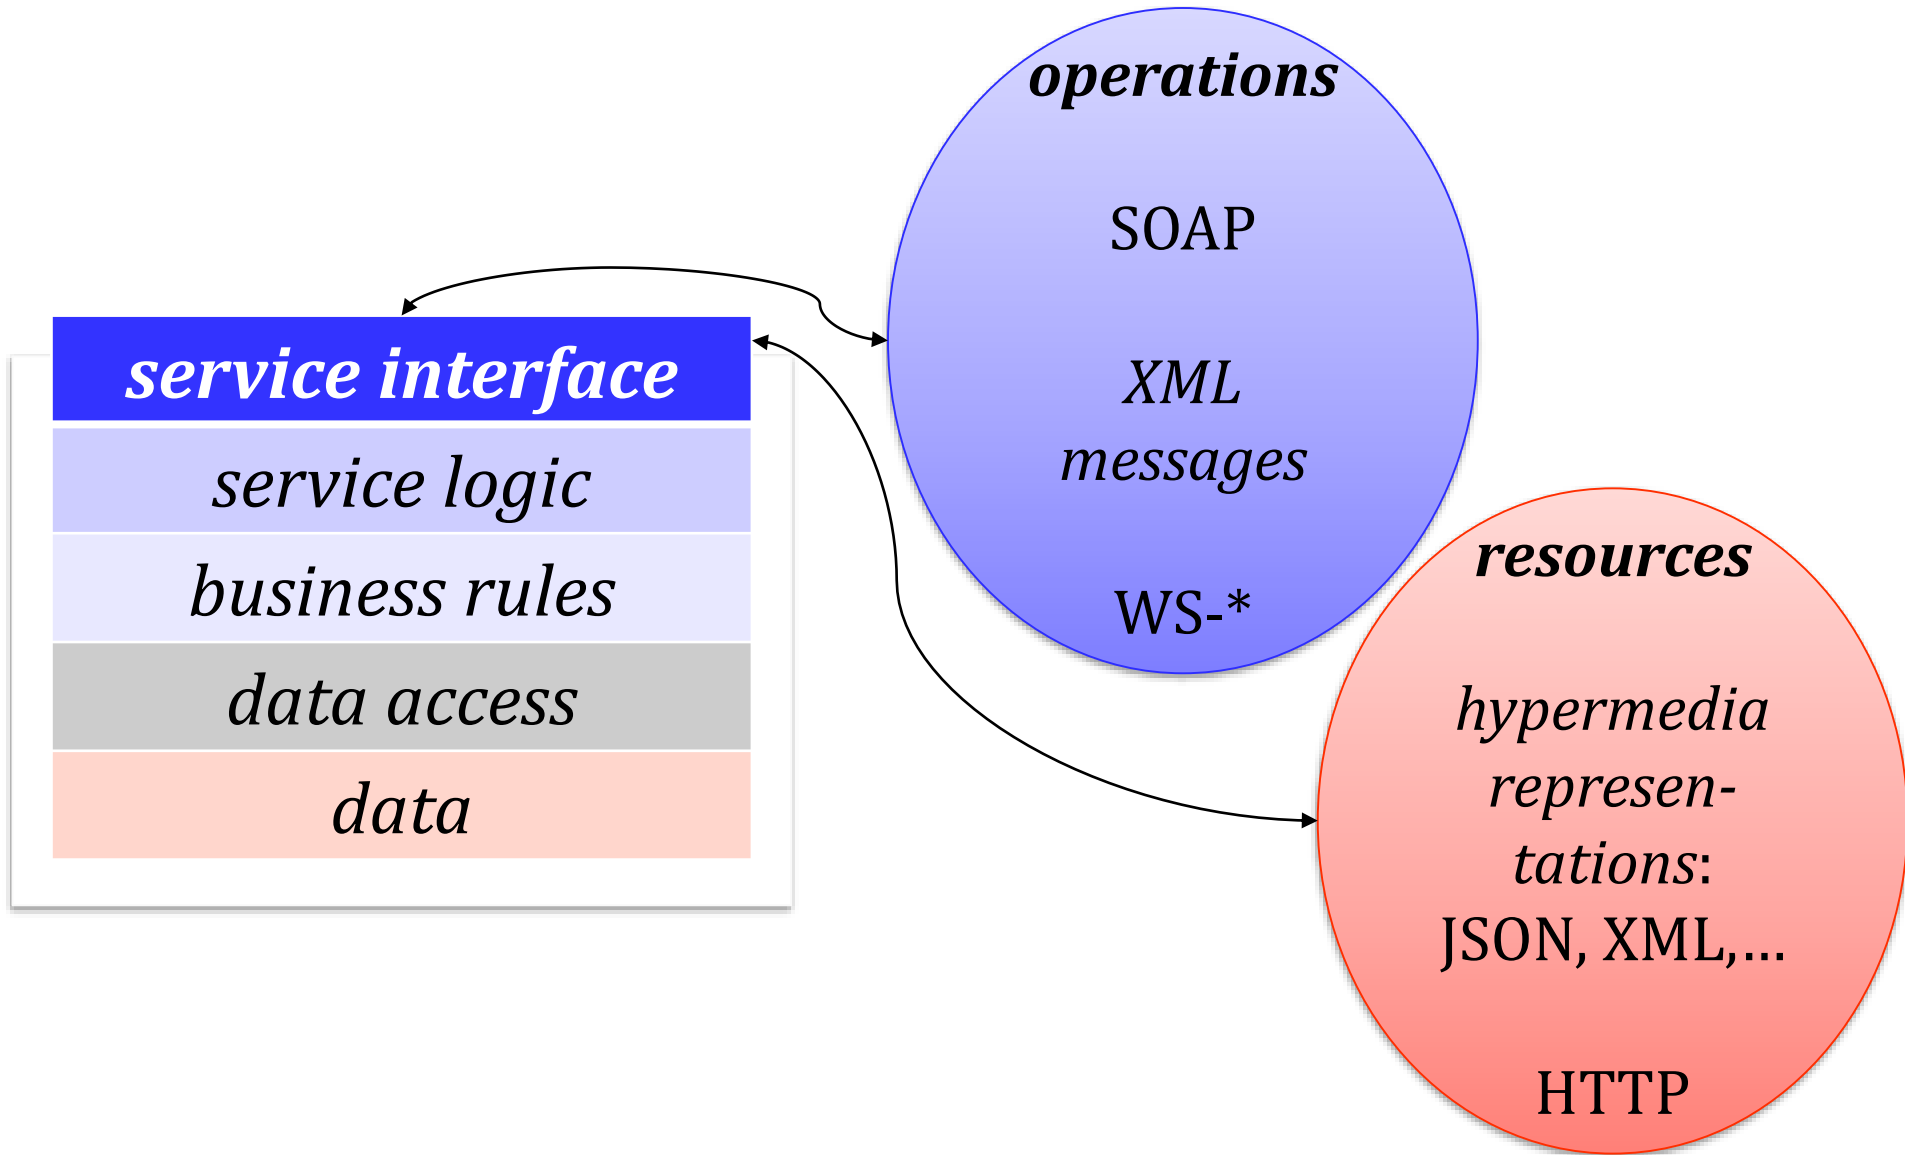 service interface
service logic
business rules
data access
data
operations
SOAP
XML
messages
WS-*
resources
hypermedia
represen-
tations:
JSON, XML,...
HTTP